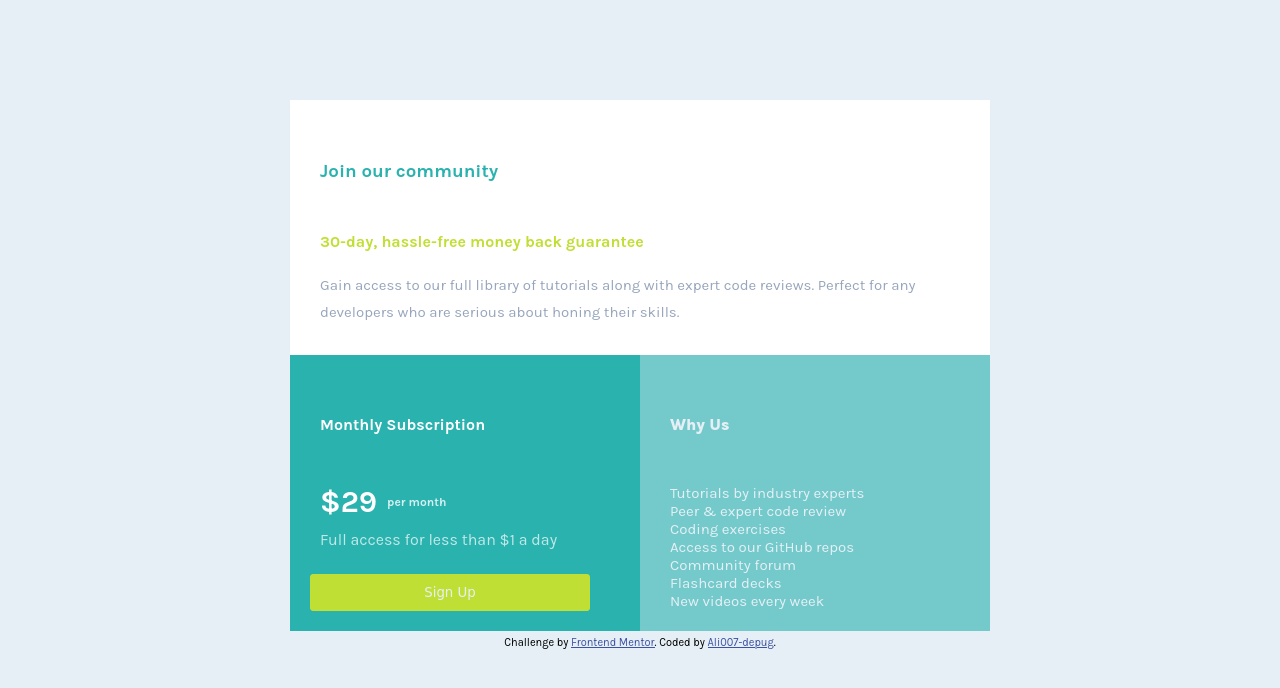 Join our community
30-day, hassle-free money back guarantee
Gain access to our full library of tutorials along with expert code reviews. Perfect for any
developers who are serious about honing their skills.
Monthly Subscription
$29 per month
Full access for less than $1 a day
Sign Up
Why Us
Tutorials by industry experts
Peer & expert code review
Coding exercises
Access to our GitHub repos
Community forum
Flashcard decks
New videos every week
Challenge by Frontend Mentor. Coded by Ali007-depug.